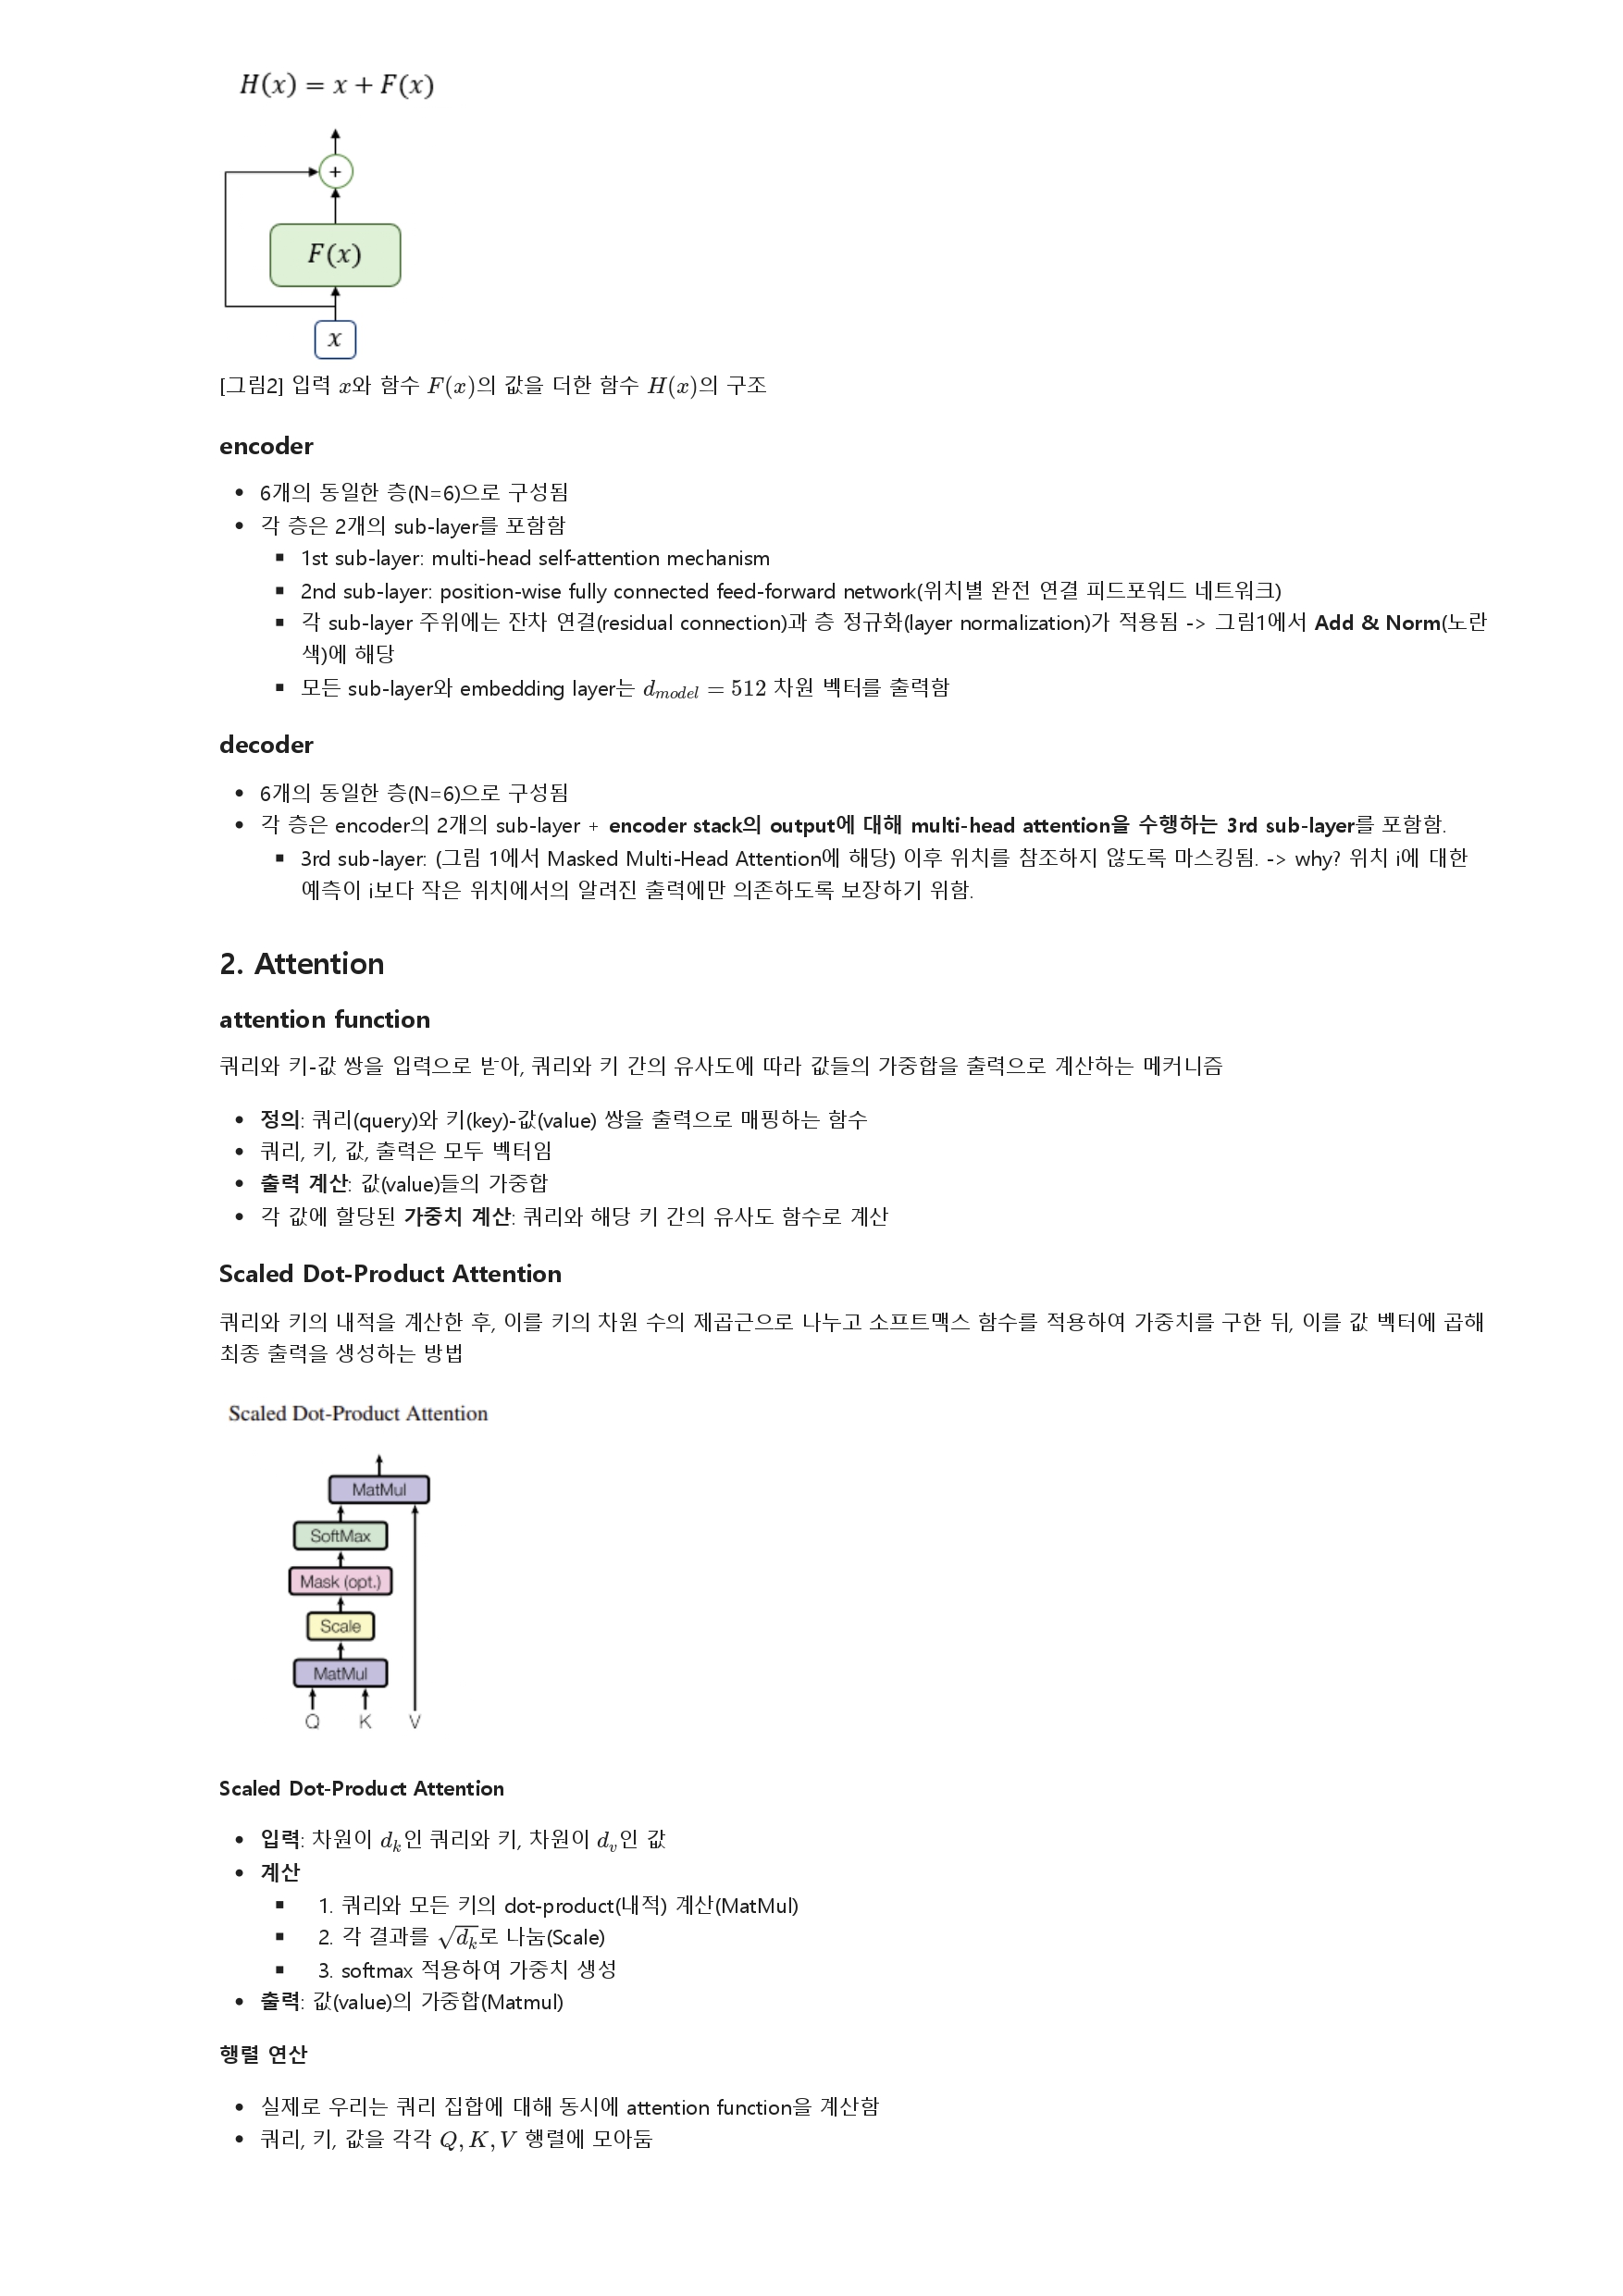 H(x) = x + F(x)
+
F(x)
x
[그림2] 입력 x와 함수 F(x)의 값을 더한 함수 H(x)의 구조
encoder
• 6개의 동일한 층(N=6)으로 구성됨
• 각 층은 2개의 sub-layer를 포함함
▪ 1st sub-layer: multi-head self-attention mechanism
▪ 2nd sub-layer: position-wise fully connected feed-forward network(위치별 완전 연결 피드포워드 네트워크)
▪ 각 sub-layer 주위에는 잔차 연결(residual connection)과 층 정규화(layer normalization)가 적용됨 -> 그림1에서 Add & Norm(노란
색)에 해당
▪ 모든 sub-layer와 embedding layer는 d_model = 512 차원 벡터를 출력함
decoder
• 6개의 동일한 층(N=6)으로 구성됨
• 각 층은 encoder의 2개의 sub-layer + encoder stack의 output에 대해 multi-head attention을 수행하는 3rd sub-layer를 포함함.
▪ 3rd sub-layer: (그림 1에서 Masked Multi-Head Attention에 해당) 이후 위치를 참조하지 않도록 마스킹됨. -> why? 위치 i에 대한
예측이 i보다 작은 위치에서의 알려진 출력에만 의존하도록 보장하기 위함.
2. Attention
attention function
쿼리와 키-값 쌍을 입력으로 받아, 쿼리와 키 간의 유사도에 따라 값들의 가중합을 출력으로 계산하는 메커니즘
• 정의: 쿼리(query)와 키(key)-값(value) 쌍을 출력으로 매핑하는 함수
• 쿼리, 키, 값, 출력은 모두 벡터임
• 출력 계산: 값(value)들의 가중합
• 각 값에 할당된 가중치 계산: 쿼리와 해당 키 간의 유사도 함수로 계산
Scaled Dot-Product Attention
쿼리와 키의 내적을 계산한 후, 이를 키의 차원 수의 제곱근으로 나누고 소프트맥스 함수를 적용하여 가중치를 구한 뒤, 이를 값 벡터에 곱해
최종 출력을 생성하는 방법
Scaled Dot-Product Attention
MatMul
SoftMax
Mask (opt.)
Scale
MatMul
Q K V
Scaled Dot-Product Attention
• 입력: 차원이 d_k인 쿼리와 키, 차원이 d_v인 값
• 계산
▪ 1. 쿼리와 모든 키의 dot-product(내적) 계산(MatMul)
▪ 2. 각 결과를 √d_k로 나눔(Scale)
▪ 3. softmax 적용하여 가중치 생성
• 출력: 값(value)의 가중합(Matmul)
행렬 연산
• 실제로 우리는 쿼리 집합에 대해 동시에 attention function을 계산함
• 쿼리, 키, 값을 각각 Q, K, V 행렬에 모아둠